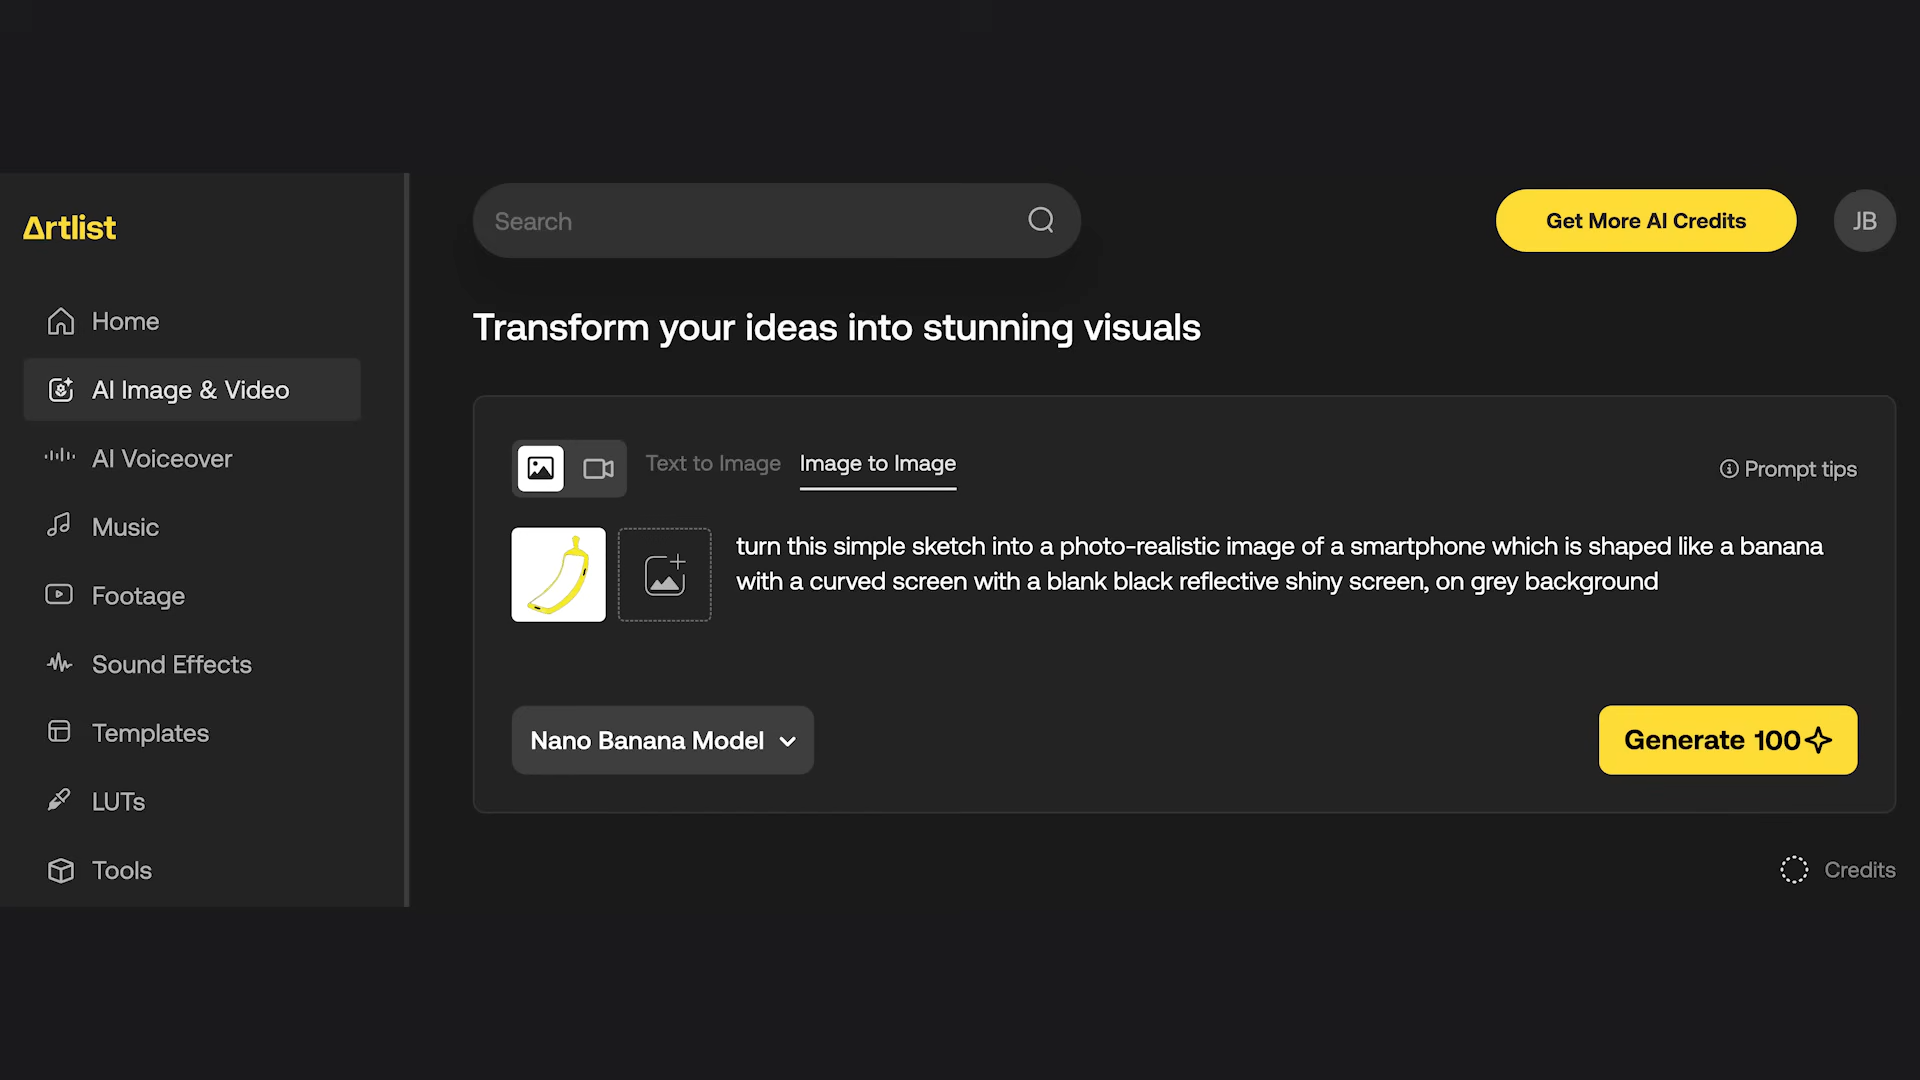 Artlist
Search
Get More AI Credits
JB
Home
AI Image & Video
AI Voiceover
Music
Footage
Sound Effects
Templates
LUTs
Tools
Transform your ideas into stunning visuals
Text to Image
Image to Image
Prompt tips
turn this simple sketch into a photo-realistic image of a smartphone which is shaped like a banana
with a curved screen with a blank black reflective shiny screen, on grey background
Nano Banana Model
Generate 100
Credits